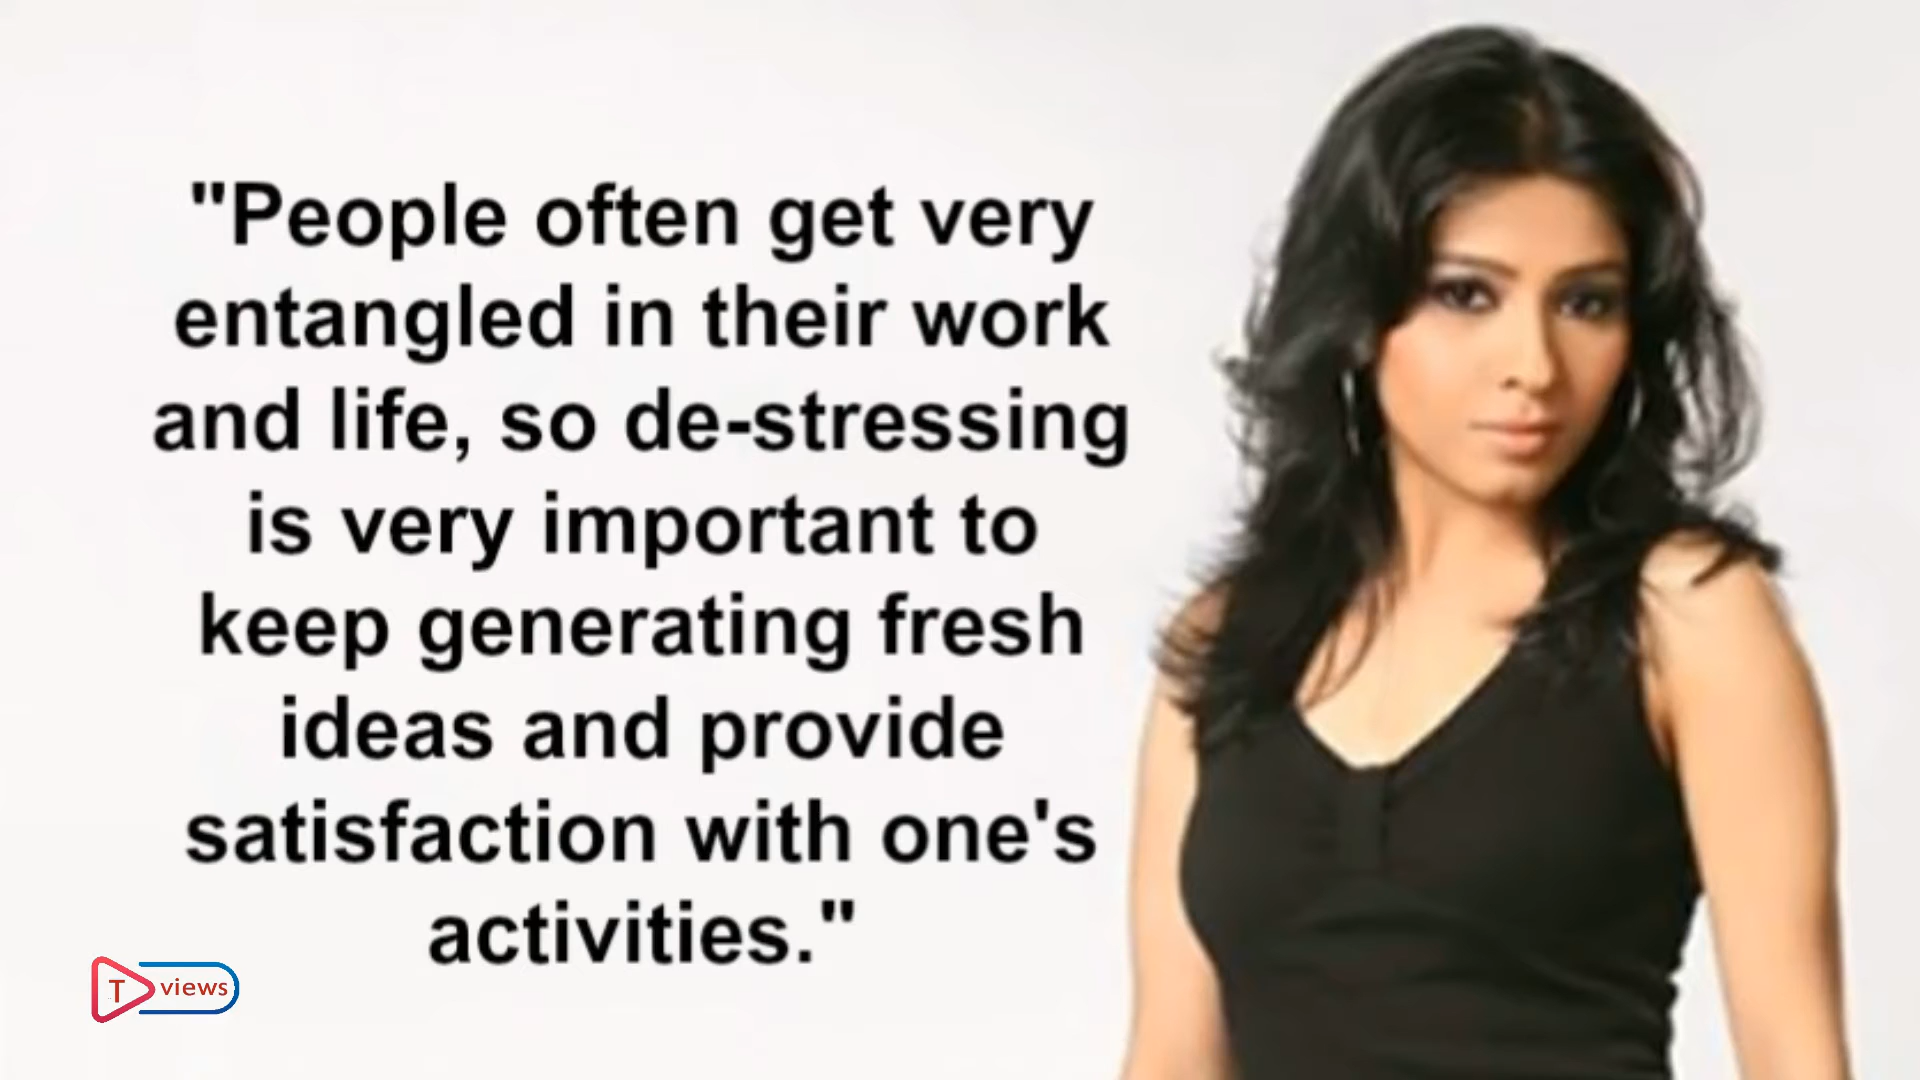 "People often get very
entangled in their work
and life, so de-stressing
is very important to
keep generating fresh
ideas and provide
satisfaction with one's
activities."
T views